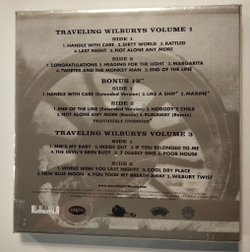 TRAVELING WILBURYS VOLUME 1
SIDE 1
1.HANDLE WITH CARE 2.DIRTY WORLD 3.RATTLED
4.LAST NIGHT 5.NOT ALONE ANY MORE
SIDE 2
1.CONGRATULATIONS 2.HEADING FOR THE LIGHT 3.MARGARITA
4.TWEETER AND THE MONKEY MAN 5.END OF THE LINE
BONUS 12"
SIDE 1
1.HANDLE WITH CARE (Extended Version) 2.LIKE A SHIP* 3.MAXINE*
SIDE 2
1.END OF THE LINE (Extended Version) 2.NOBODY'S CHILD
3.NOT ALONE ANY MORE (Remix) 4.RUNAWAY (Remix)
TRAVELING WILBURYS VOLUME 3
SIDE 1
1.SHE'S MY BABY 2.INSIDE OUT 3.IF YOU BELONGED TO ME
4.THE DEVIL'S BEEN BUSY 5.7 DEADLY SINS 6.POOR HOUSE
SIDE 2
1.WHERE WERE YOU LAST NIGHT? 2.COOL DRY PLACE
3.NEW BLUE MOON 4.YOU TOOK MY BREATH AWAY 5.WILBURY TWIST